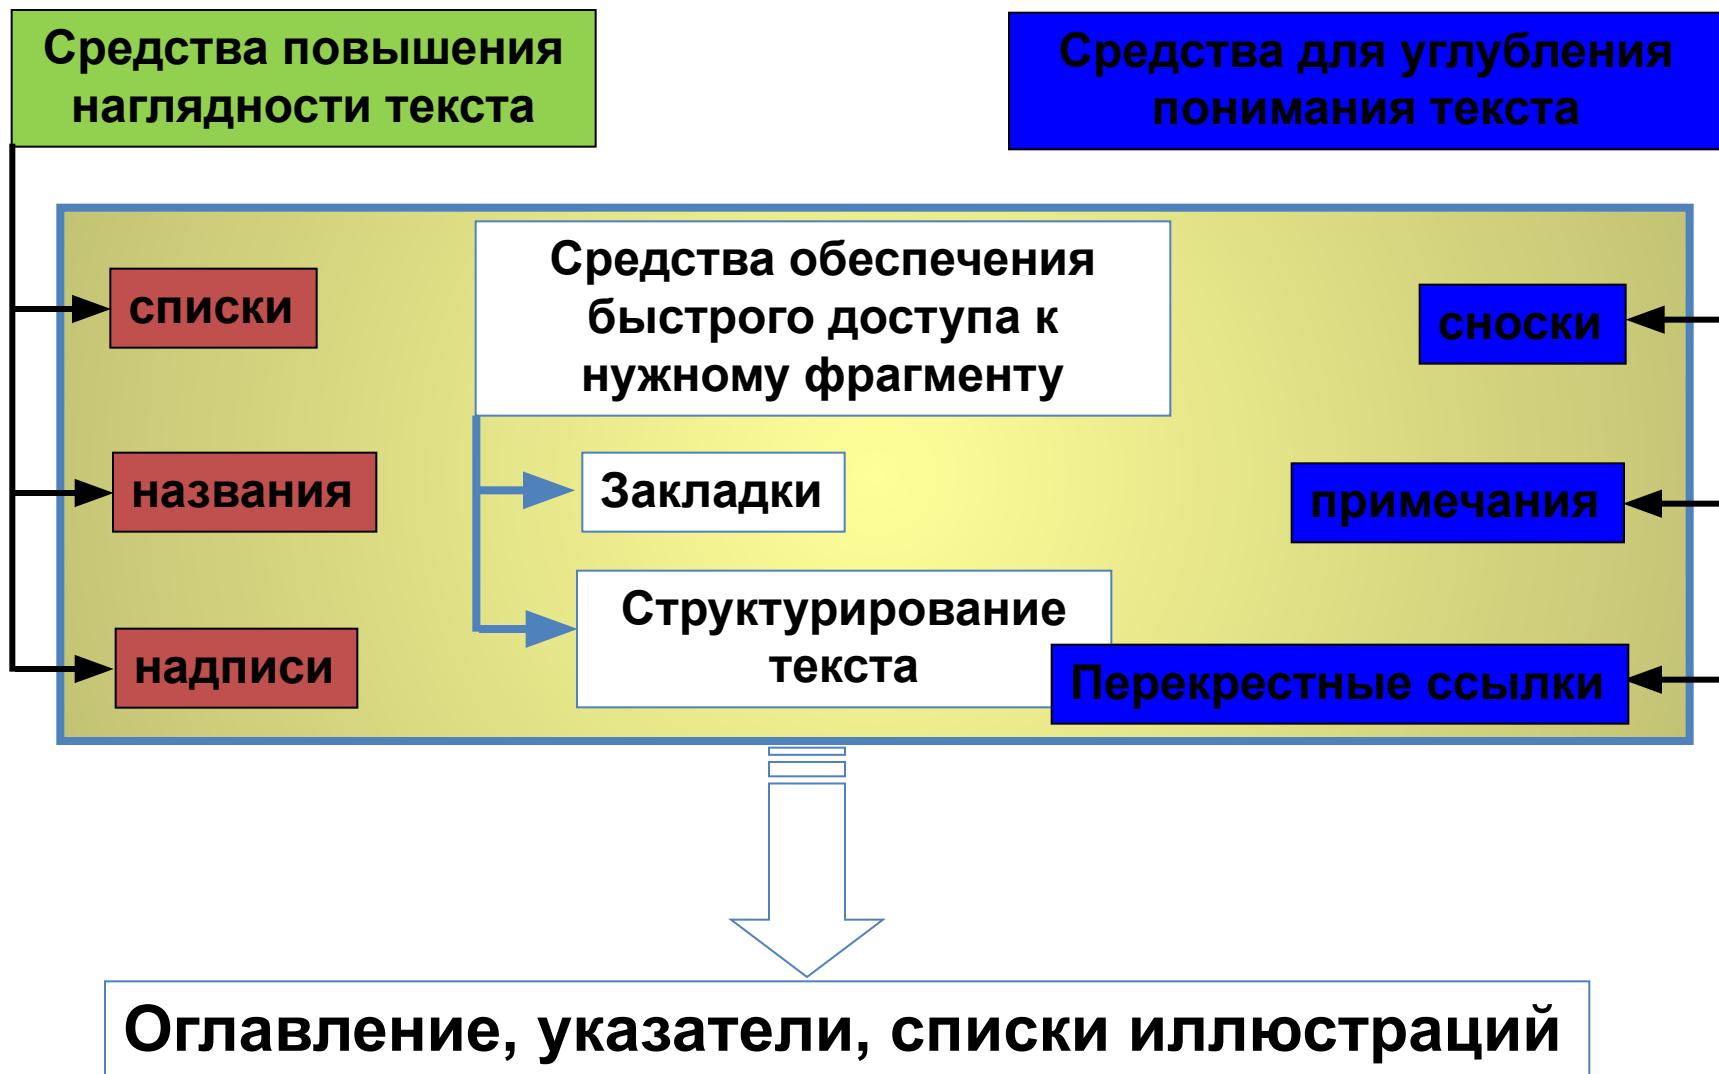 Средства повышения
наглядности текста
Средства для углубления
понимания текста
Средства обеспечения
быстрого доступа к
нужному фрагменту
списки
названия
надписи
Закладки
Структурирование
текста
сноски
примечания
Перекрестные ссылки
Оглавление, указатели, списки иллюстраций